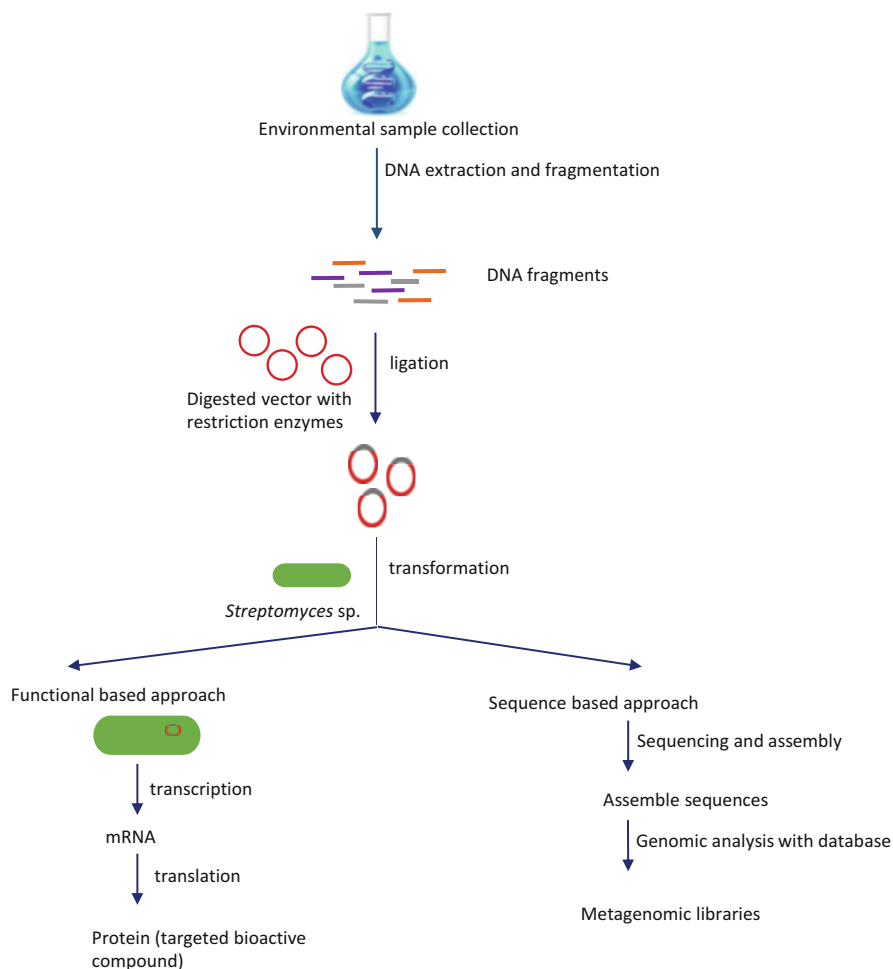 Environmental sample collection
DNA extraction and fragmentation
DNA fragments
ligation
Digested vector with
restriction enzymes
transformation
Streptomyces sp.
Functional based approach
transcription
mRNA
translation
Protein (targeted bioactive
compound)
Sequence based approach
Sequencing and assembly
Assemble sequences
Genomic analysis with database
Metagenomic libraries